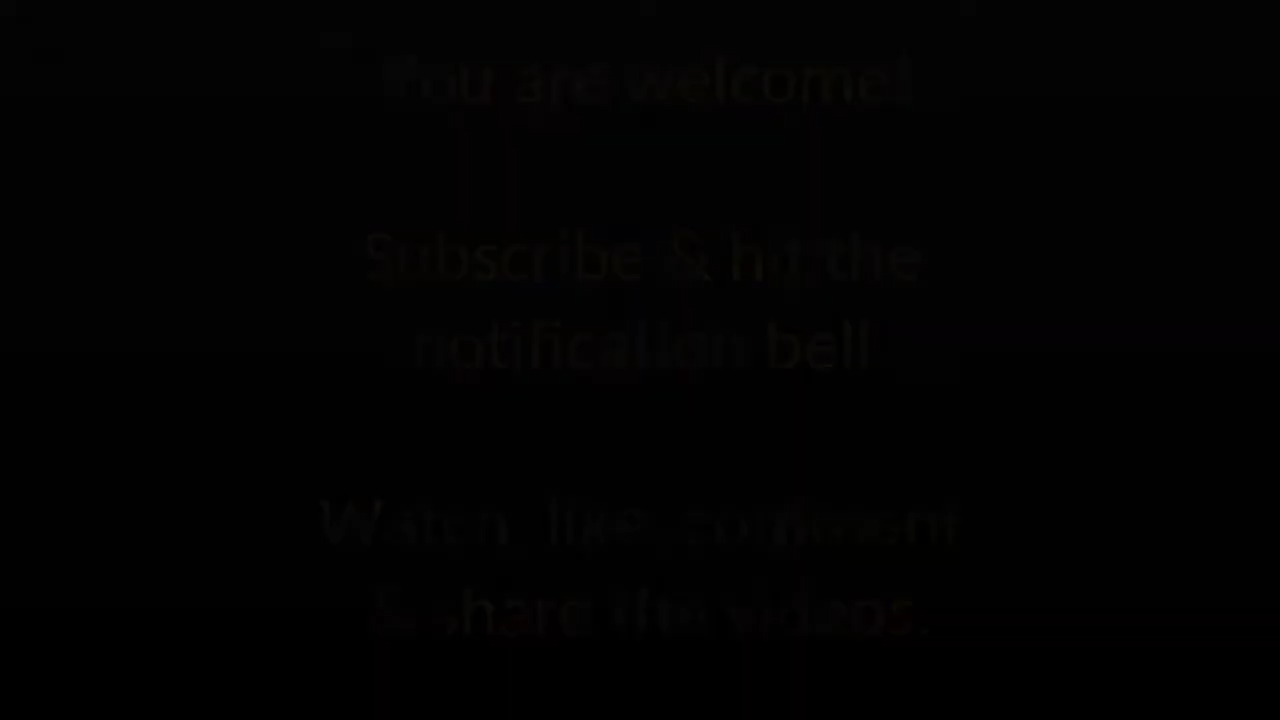 You are welcome!
Subscribe & hit the
notification bell
Watch, like, comment
& share the videos.